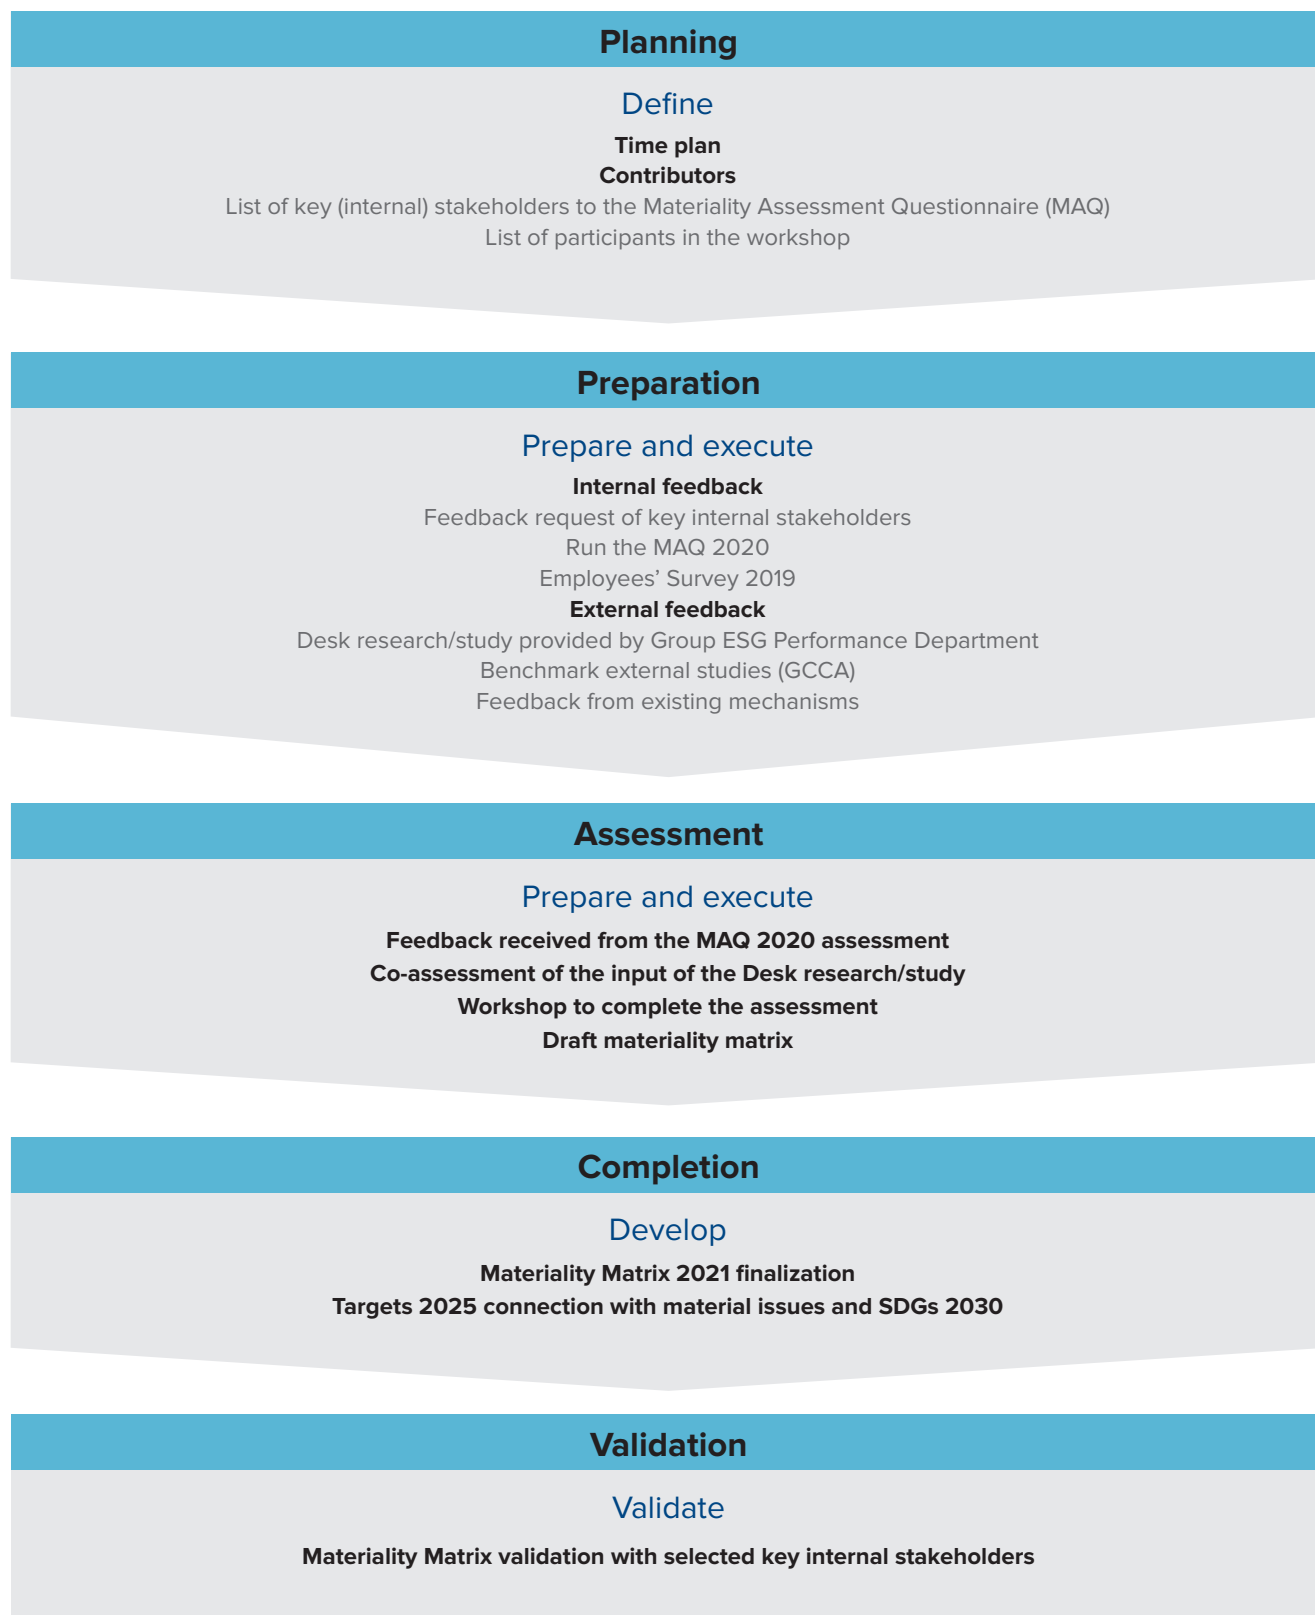 Planning
Define
Time plan
Contributors
List of key (internal) stakeholders to the Materiality Assessment Questionnaire (MAQ)
List of participants in the workshop
Preparation
Prepare and execute
Internal feedback
Feedback request of key internal stakeholders
Run the MAQ 2020
Employees’ Survey 2019
External feedback
Desk research/study provided by Group ESG Performance Department
Benchmark external studies (GCCA)
Feedback from existing mechanisms
Assessment
Prepare and execute
Feedback received from the MAQ 2020 assessment
Co-assessment of the input of the Desk research/study
Workshop to complete the assessment
Draft materiality matrix
Completion
Develop
Materiality Matrix 2021 finalization
Targets 2025 connection with material issues and SDGs 2030
Validation
Validate
Materiality Matrix validation with selected key internal stakeholders